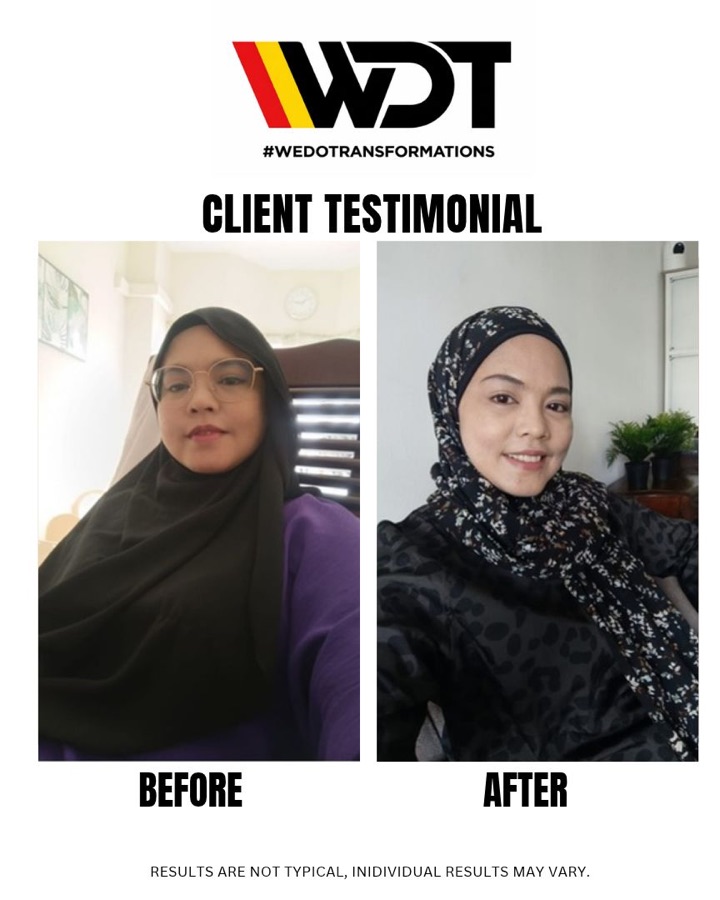 WDT
#WEDOTRANSFORMATIONS
CLIENT TESTIMONIAL
BEFORE
AFTER
RESULTS ARE NOT TYPICAL, INIDIVIDUAL RESULTS MAY VARY.